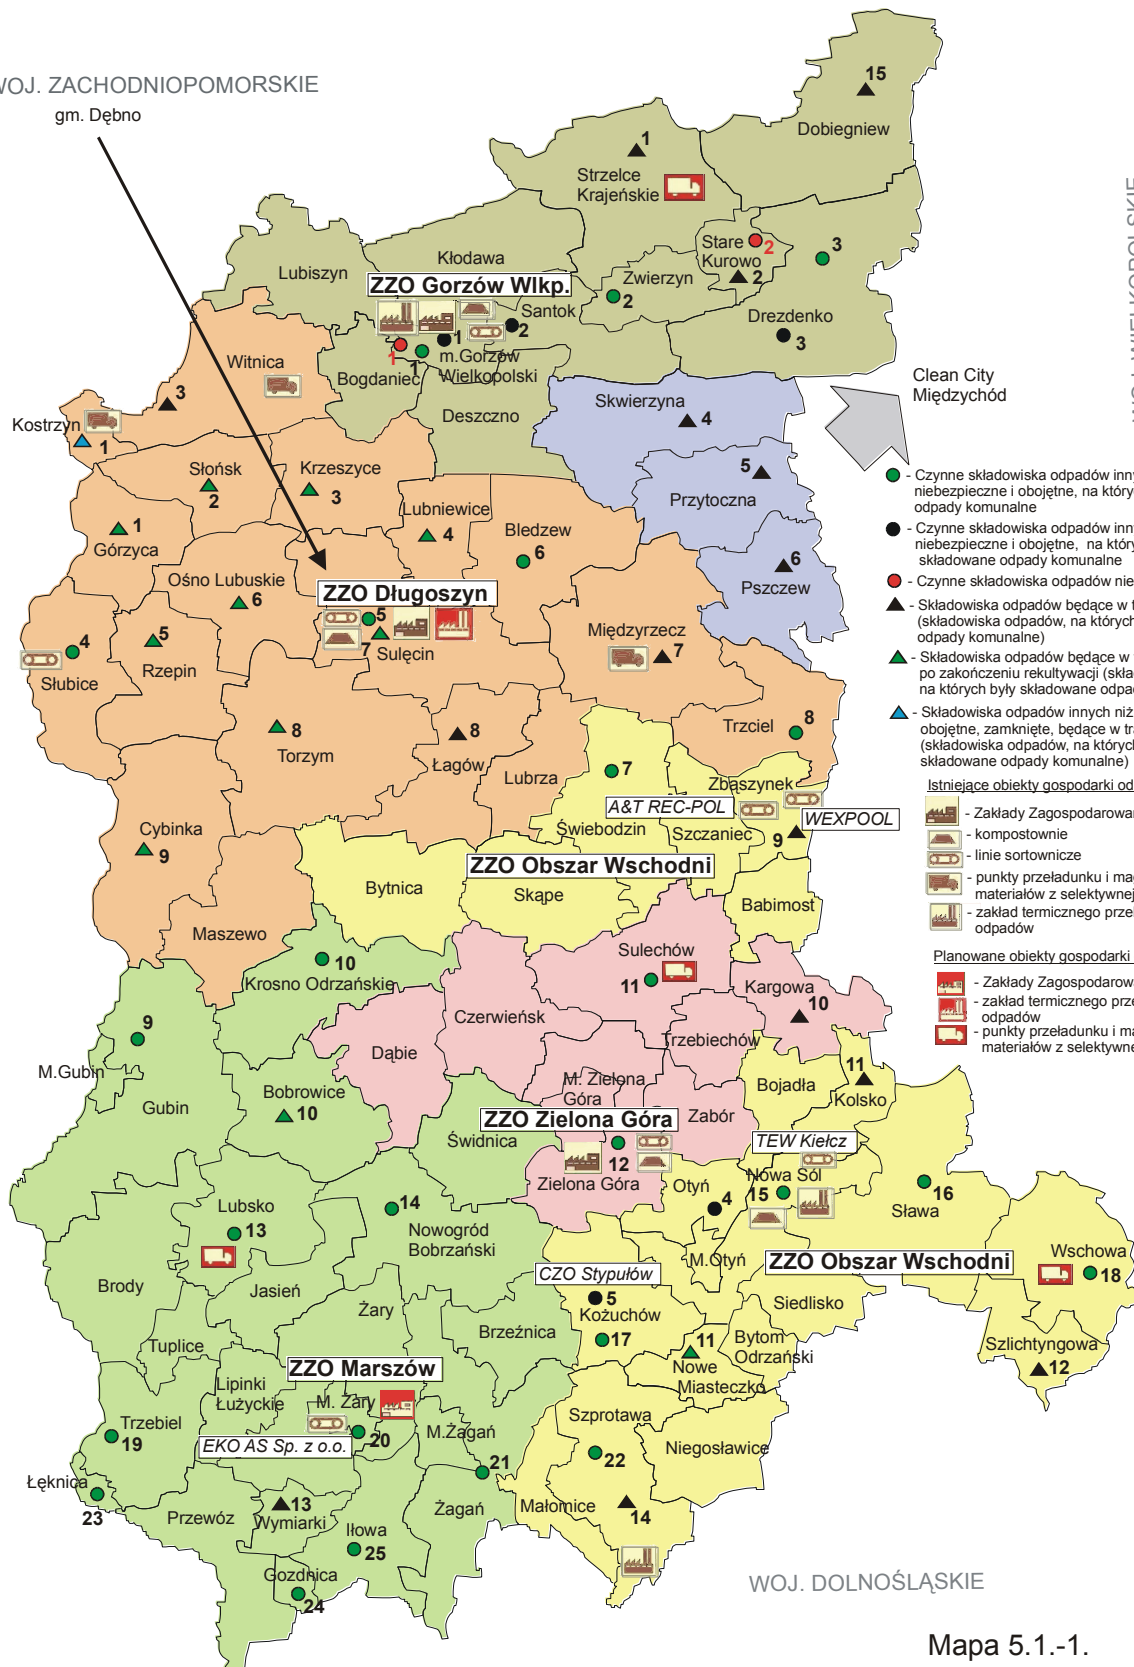 WOJ. ZACHODNIOPOMORSKIE
gm. Dębno
15
Dobiegniew
1
Strzelce
Krajeńskie
Stare
Kurowo
2
2
3
Kłodawa
Lubiszyn
Zwierzyn
2
ZZO Gorzów Wlkp.
Santok
2
Drezdenko
3
1
1
1
m.Gorzów
Wielkopolski
Bogdaniec
Deszczno
Witnica
3
Kostrzyn
1
Clean City
Międzychód
Skwierzyna
4
5
Przytoczna
6
Pszczew
Słońsk
2
Krzeszyce
3
Lubniewice
4
Bledzew
6
1
Górzyca
Ośno Lubuskie
6
ZZO Długoszyn
5
7
Sulęcin
Międzyrzecz
7
4
Słubice
5
Rzepin
8
Torzym
8
Łagów
Lubrza
Trzciel
8
7
Zbąszynek
A&T REC-POL
WEXPOOL
9
Świebodzin
Szczaniec
Cybinka
9
ZZO Obszar Wschodni
Bytnica
Skąpe
Babimost
Maszewo
10
Krosno Odrzańskie
Sulechów
11
Kargowa
10
Czerwieńsk
Trzebiechów
9
M.Gubin
Gubin
Dąbie
Bobrowice
10
M. Zielona
Góra
Bojadła
11
Kolsko
ZZO Zielona Góra
Zabór
Świdnica
12
Zielona Góra
TEW Kiełcz
Nowa Sól
15
Otyń
4
16
Sława
Lubsko
13
14
Nowogród
Bobrzański
M.Otyń
ZZO Obszar Wschodni
Wschowa
18
CZO Stypułów
5
Kożuchów
17
Siedlisko
Brody
Jasień
Żary
Brzeźnica
Tuplice
11
Nowe
Miasteczko
Bytom
Odrzański
Szlichtyngowa
12
ZZO Marszów
Lipinki
Łużyckie
M. Żary
20
Trzebiel
19
EKO AS Sp. z o.o.
M.Żagań
21
Szprotawa
22
Niegosławice
Łęknica
23
Przewóz
13
Wymiarki
Iłowa
25
Żagań
Małomice
14
Gozdnica
24
WOJ. DOLNOŚLĄSKIE
Mapa 5.1.-1.
- Czynne składowiska odpadów inny
niebezpieczne i obojętne, na któryc
odpady komunalne
- Czynne składowiska odpadów inny
niebezpieczne i obojętne, na któryc
składowane odpady komunalne
- Czynne składowiska odpadów nie
- Składowiska odpadów będące w t
(składowiska odpadów, na których
odpady komunalne)
- Składowiska odpadów będące w
po zakończeniu rekultywacji (skła
na których były składowane odpad
- Składowiska odpadów innych niż
obojętne, zamknięte, będące w tra
(składowiska odpadów, na których
składowane odpady komunalne)
Istniejące obiekty gospodarki od
- Zakłady Zagospodarowan
- kompostownie
- linie sortownicze
- punkty przeładunku i mag
materiałów z selektywnej
- zakład termicznego przek
odpadów
Planowane obiekty gospodarki
- Zakłady Zagospodarowa
- zakład termicznego prze
odpadów
- punkty przeładunku i ma
materiałów z selektywne